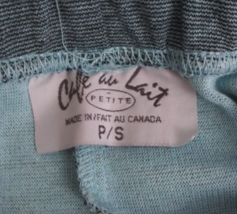 Café au Lait
PETITE
MADE IN/FAIT AU CANADA
P/S